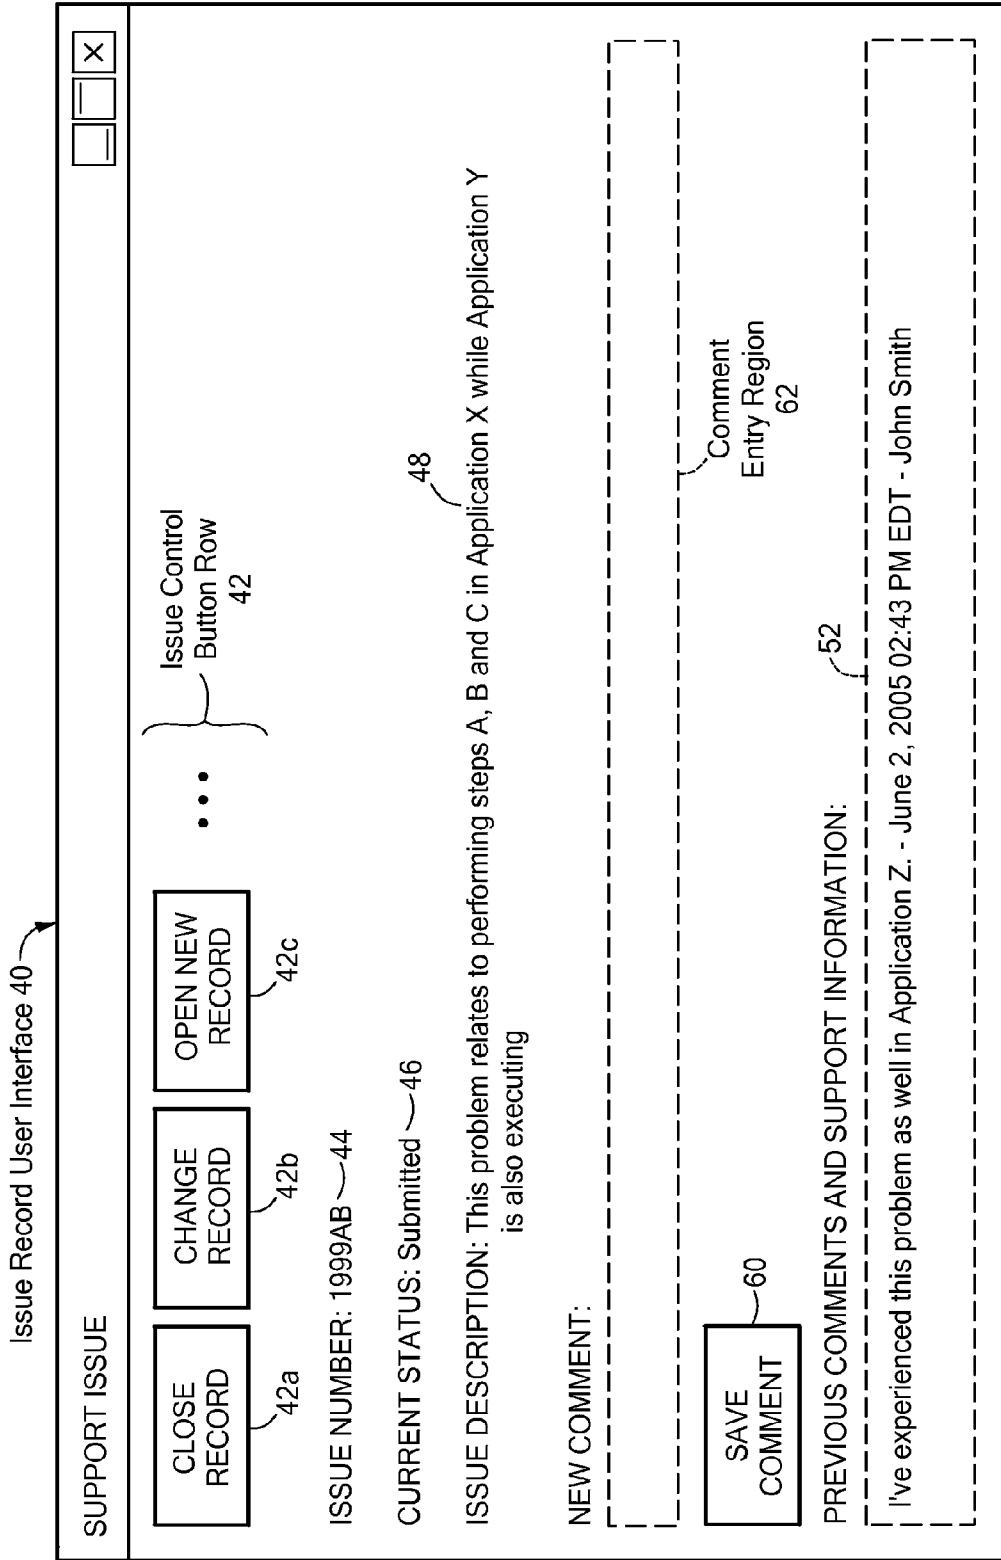 Issue Record User Interface 40
SUPPORT ISSUE
CLOSE
RECORD
42a
CHANGE
RECORD
42b
OPEN NEW
RECORD
42c
•••
Issue Control
Button Row
42
ISSUE NUMBER: 1999AB
44
CURRENT STATUS: Submitted
46
48
ISSUE DESCRIPTION: This problem relates to performing steps A, B and C in Application X while Application Y
is also executing
NEW COMMENT:
Comment
Entry Region
62
SAVE
COMMENT
60
PREVIOUS COMMENTS AND SUPPORT INFORMATION:
52
I've experienced this problem as well in Application Z. - June 2, 2005 02:43 PM EDT - John Smith